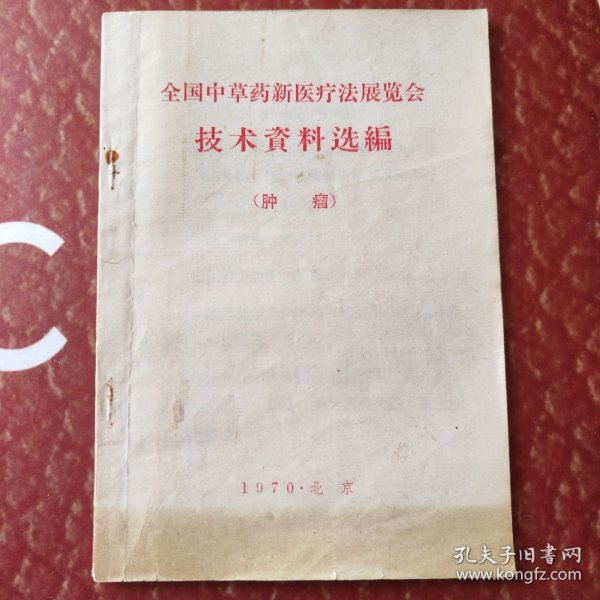 全国中草药新医疗法展览会
技术資料选編
（肿 瘤）
1970·北 京
孔夫子旧书网
www.kongfz.com